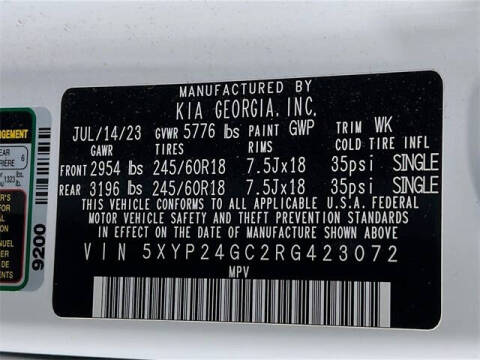 MANUFACTURED BY
KIA GEORGIA, INC.
JUL/14/23 GVWR 5776 lbs PAINT GWP TRIM WK
GAWR TIRES RIMS COLD TIRE INFL
FRONT 2954 lbs 245/60R18 7.5Jx18 35psi SINGLE
REAR 3196 lbs 245/60R18 7.5Jx18 35psi SINGLE
THIS VEHICLE CONFORMS TO ALL APPLICABLE U.S.A. FEDERAL
MOTOR VEHICLE SAFETY, BUMPER, AND THEFT PREVENTION STANDARDS
IN EFFECT ON THE DATE OF MANUFACTURE SHOWN ABOVE
VIN 5XYP24GC2RG423072
MPV
9200
6